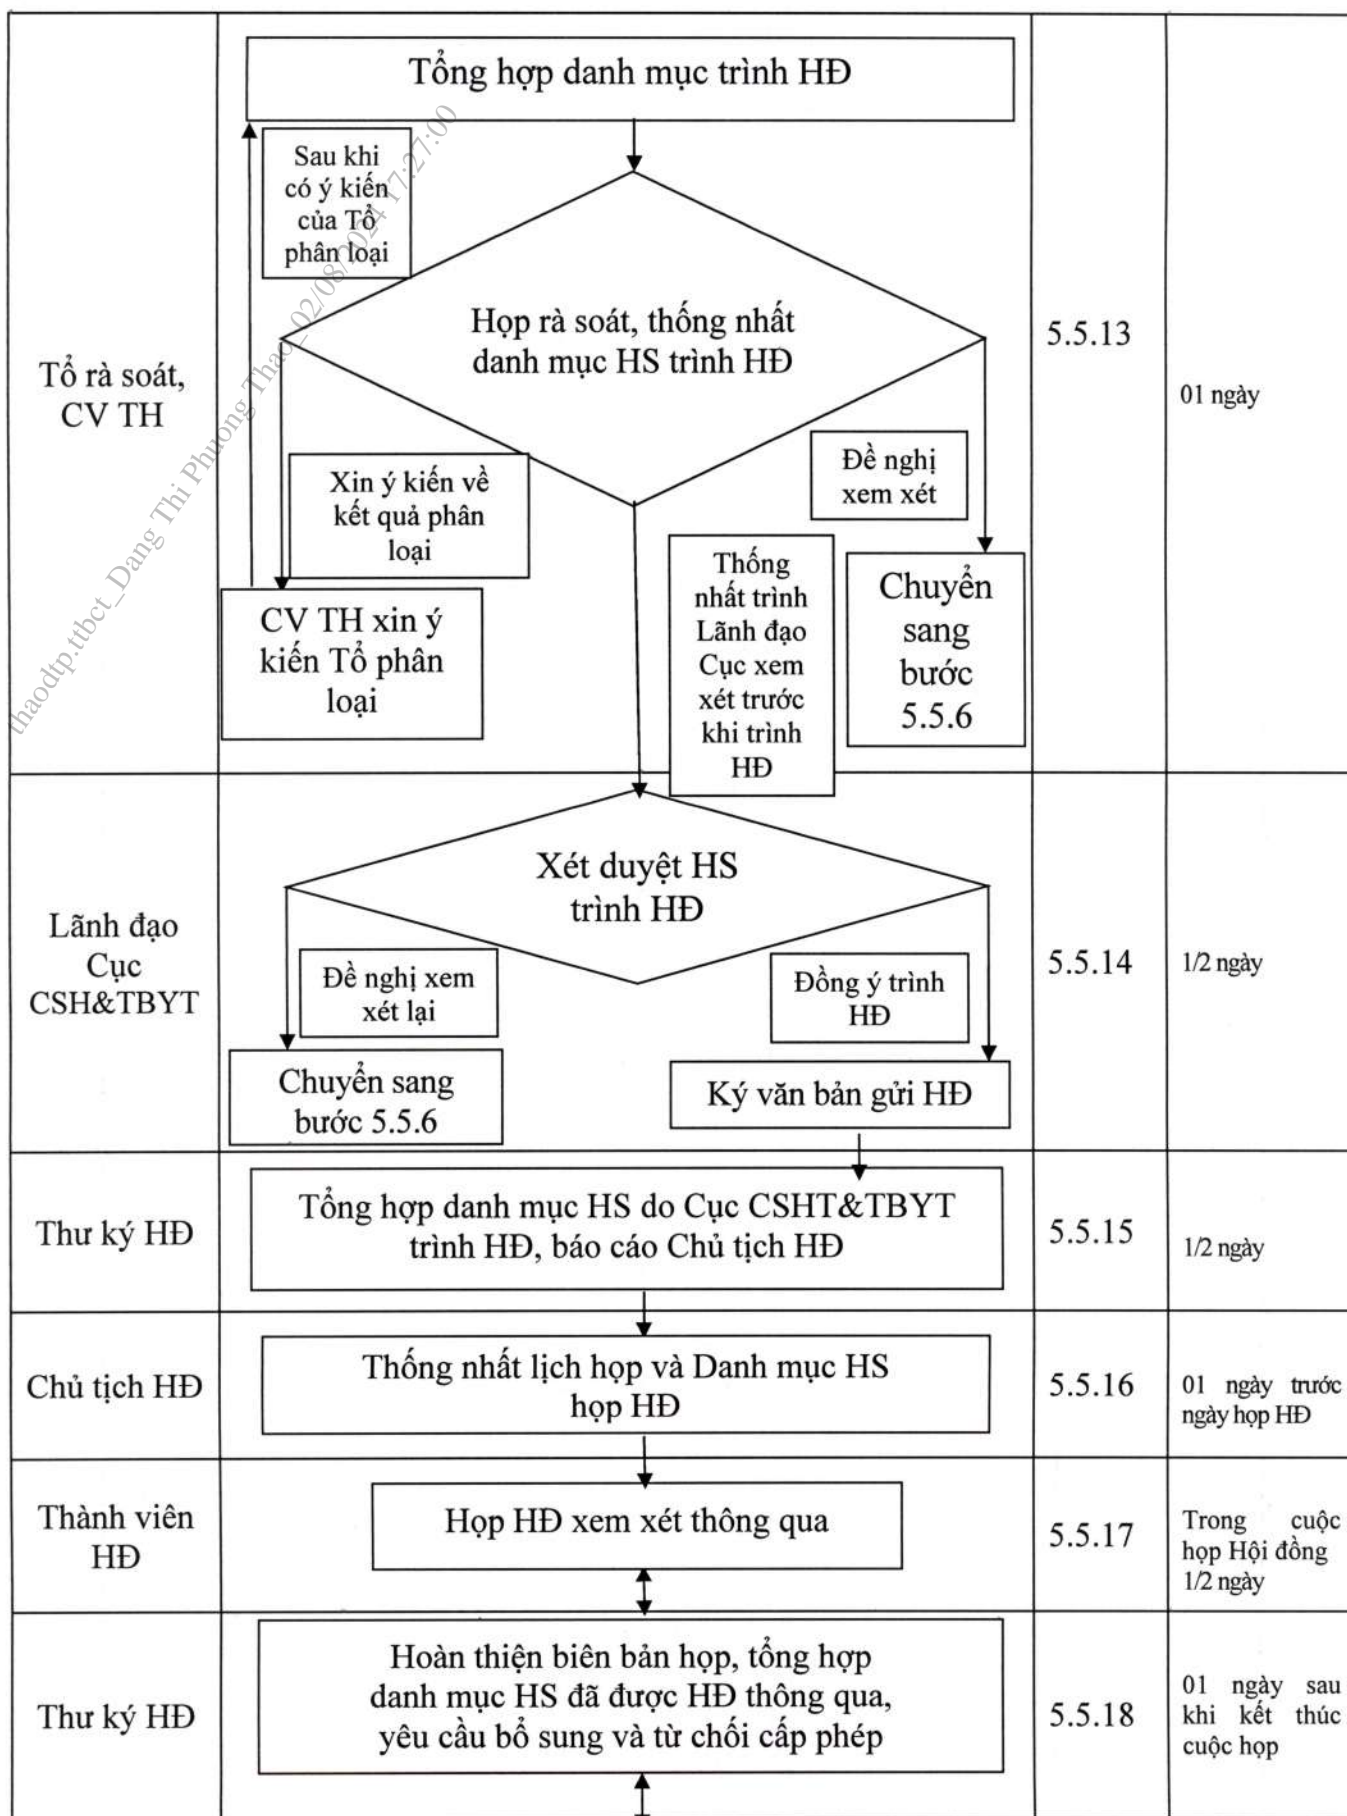 Tổng hợp danh mục trình HĐ
Sau khi
có ý kiến
của Tổ
phân loại
Họp rà soát, thống nhất
danh mục HS trình HĐ
5.5.13
Tổ rà soát,
CV TH
01 ngày
Xin ý kiến về
kết quả phân
loại
Đề nghị
xem xét
Thống
nhất trình
Lãnh đạo
Cục xem
xét trước
khi trình
HĐ
Chuyển
sang
bước
5.5.6
CV TH xin ý
kiến Tổ phân
loại
thaodtp.ttbct_Dang Thi Phuong Thao_02/08/2024 17:27:00
Lãnh đạo
Cục
CSH&TBYT
Xét duyệt HS
trình HĐ
5.5.14
1/2 ngày
Đề nghị xem
xét lại
Đồng ý trình
HĐ
Chuyển sang
bước 5.5.6
Ký văn bản gửi HĐ
Thư ký HĐ
Tổng hợp danh mục HS do Cục CSHT&TBYT
trình HĐ, báo cáo Chủ tịch HĐ
5.5.15
1/2 ngày
Chủ tịch HĐ
Thống nhất lịch họp và Danh mục HS
họp HĐ
5.5.16
01 ngày trước
ngày họp HĐ
Thành viên
HĐ
Họp HĐ xem xét thông qua
5.5.17
Trong cuộc
họp Hội đồng
1/2 ngày
Thư ký HĐ
Hoàn thiện biên bản họp, tổng hợp
danh mục HS đã được HĐ thông qua,
yêu cầu bổ sung và từ chối cấp phép
5.5.18
01 ngày sau
khi kết thúc
cuộc họp